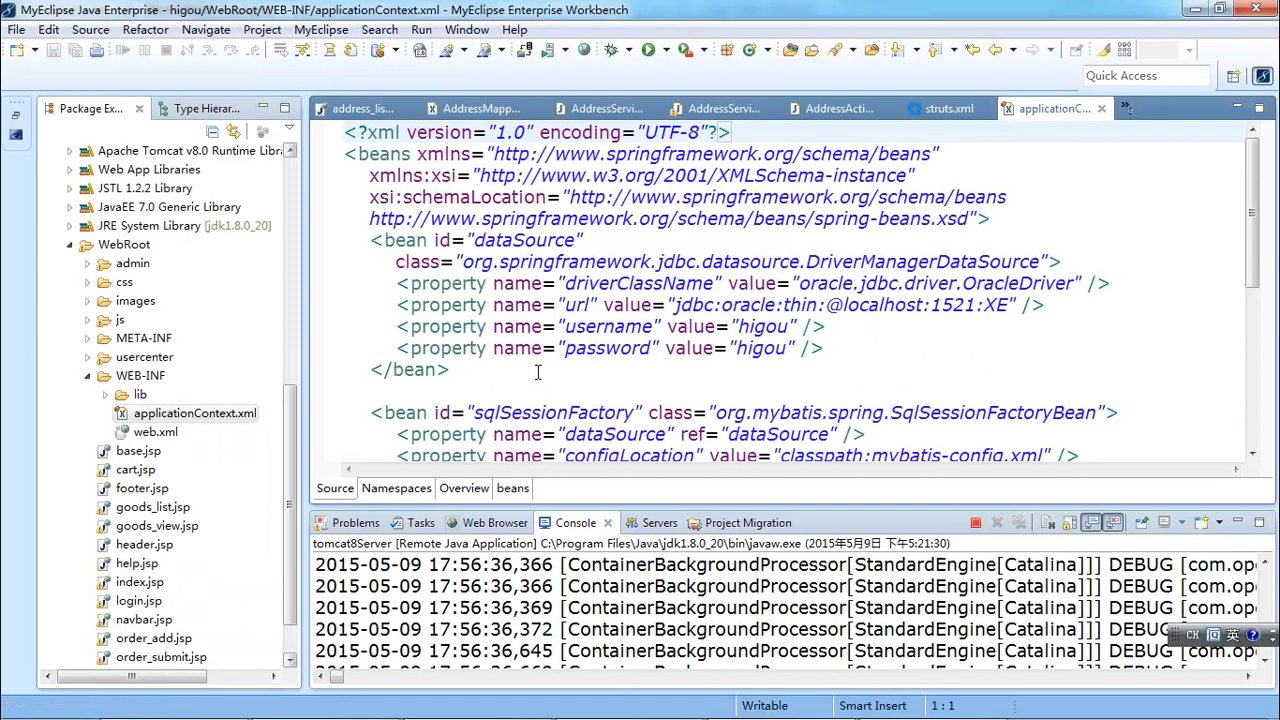 MyEclipse Java Enterprise - higou/WebRoot/WEB-INF/applicationContext.xml - MyEclipse Enterprise Workbench
File Edit Source Refactor Navigate Project MyEclipse Search Run Window Help
Quick Access
Package Ex...
Type Hierar...
address_lis...
AddressMapp...
AddressServi...
AddressServi...
AddressActi...
struts.xml
applicationC...
Apache Tomcat v8.0 Runtime Libra
Web App Libraries
JSTL 1.2.2 Library
JavaEE 7.0 Generic Library
JRE System Library [jdk1.8.0_20]
WebRoot
admin
css
images
js
META-INF
usercenter
WEB-INF
lib
applicationContext.xml
web.xml
base.jsp
cart.jsp
footer.jsp
goods_list.jsp
goods_view.jsp
header.jsp
help.jsp
index.jsp
login.jsp
navbar.jsp
order_add.jsp
order_submit.jsp
<?xml version="1.0" encoding="UTF-8"?>
<beans xmlns="http://www.springframework.org/schema/beans"
xmlns:xsi="http://www.w3.org/2001/XMLSchema-instance"
xsi:schemaLocation="http://www.springframework.org/schema/beans
http://www.springframework.org/schema/beans/spring-beans.xsd">
<bean id="dataSource"
class="org.springframework.jdbc.datasource.DriverManagerDataSource">
<property name="driverClassName" value="oracle.jdbc.driver.OracleDriver" />
<property name="url" value="jdbc:oracle:thin:@localhost:1521:XE" />
<property name="username" value="higou" />
<property name="password" value="higou" />
</bean>
<bean id="sqlSessionFactory" class="org.mybatis.spring.SqlSessionFactoryBean">
<property name="dataSource" ref="dataSource" />
<property name="configLocation" value="classpath:mybatis-config.xml" />
Source Namespaces Overview beans
Problems Tasks Web Browser Console Servers Project Migration
tomcat8Server [Remote Java Application] C:\Program Files\Java\jdk1.8.0_20\bin\javaw.exe (2015年5月9日 下午5:21:30)
2015-05-09 17:56:36,366 [ContainerBackgroundProcessor[StandardEngine[Catalina]]] DEBUG [com.ope
2015-05-09 17:56:36,366 [ContainerBackgroundProcessor[StandardEngine[Catalina]]] DEBUG [com.ope
2015-05-09 17:56:36,369 [ContainerBackgroundProcessor[StandardEngine[Catalina]]] DEBUG [com.ope
2015-05-09 17:56:36,372 [ContainerBackgroundProcessor[StandardEngine[Catalina]]] DEBUG
2015-05-09 17:56:36,645 [ContainerBackgroundProcessor[StandardEngine[Catalina]]] DEBUG [com.ope
CH 英
Writable Smart Insert 1 : 1